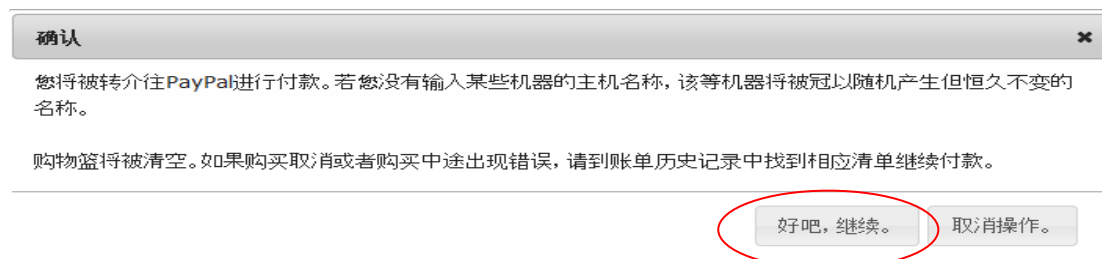 确认
您将被转介往PayPal进行付款。若您没有输入某些机器的主机名称，该等机器将被冠以随机产生但恒久不变的
名称。
购物篮将被清空。如果购买取消或者购买中途出现错误，请到账单历史记录中找到相应清单继续付款。
好吧，继续。 取消操作。